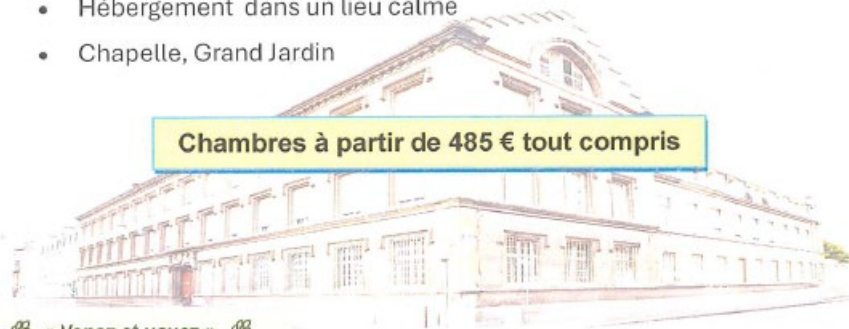 • Hébergement dans un lieu calme
• Chapelle, Grand Jardin
Chambres à partir de 485 € tout compris
« Venez et voyez »